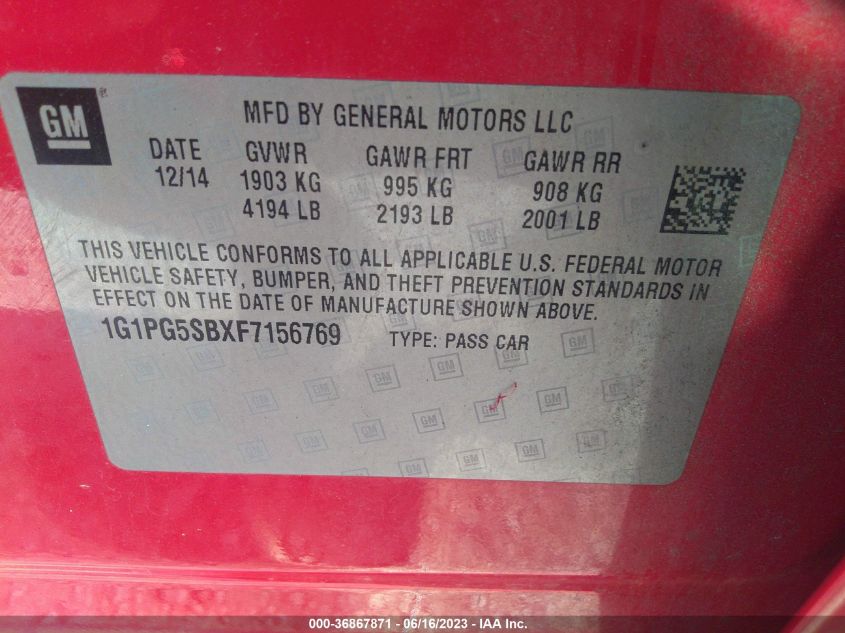 GM
MFD BY GENERAL MOTORS LLC
DATE GVWR GAWR FRT GAWR RR
12/14 1903 KG 995 KG 908 KG
4194 LB 2193 LB 2001 LB
THIS VEHICLE CONFORMS TO ALL APPLICABLE U.S. FEDERAL MOTOR
VEHICLE SAFETY, BUMPER, AND THEFT PREVENTION STANDARDS IN
EFFECT ON THE DATE OF MANUFACTURE SHOWN ABOVE.
1G1PG5SBXF7156769 TYPE: PASS CAR
000-36867871 - 06/16/2023 - IAA Inc.